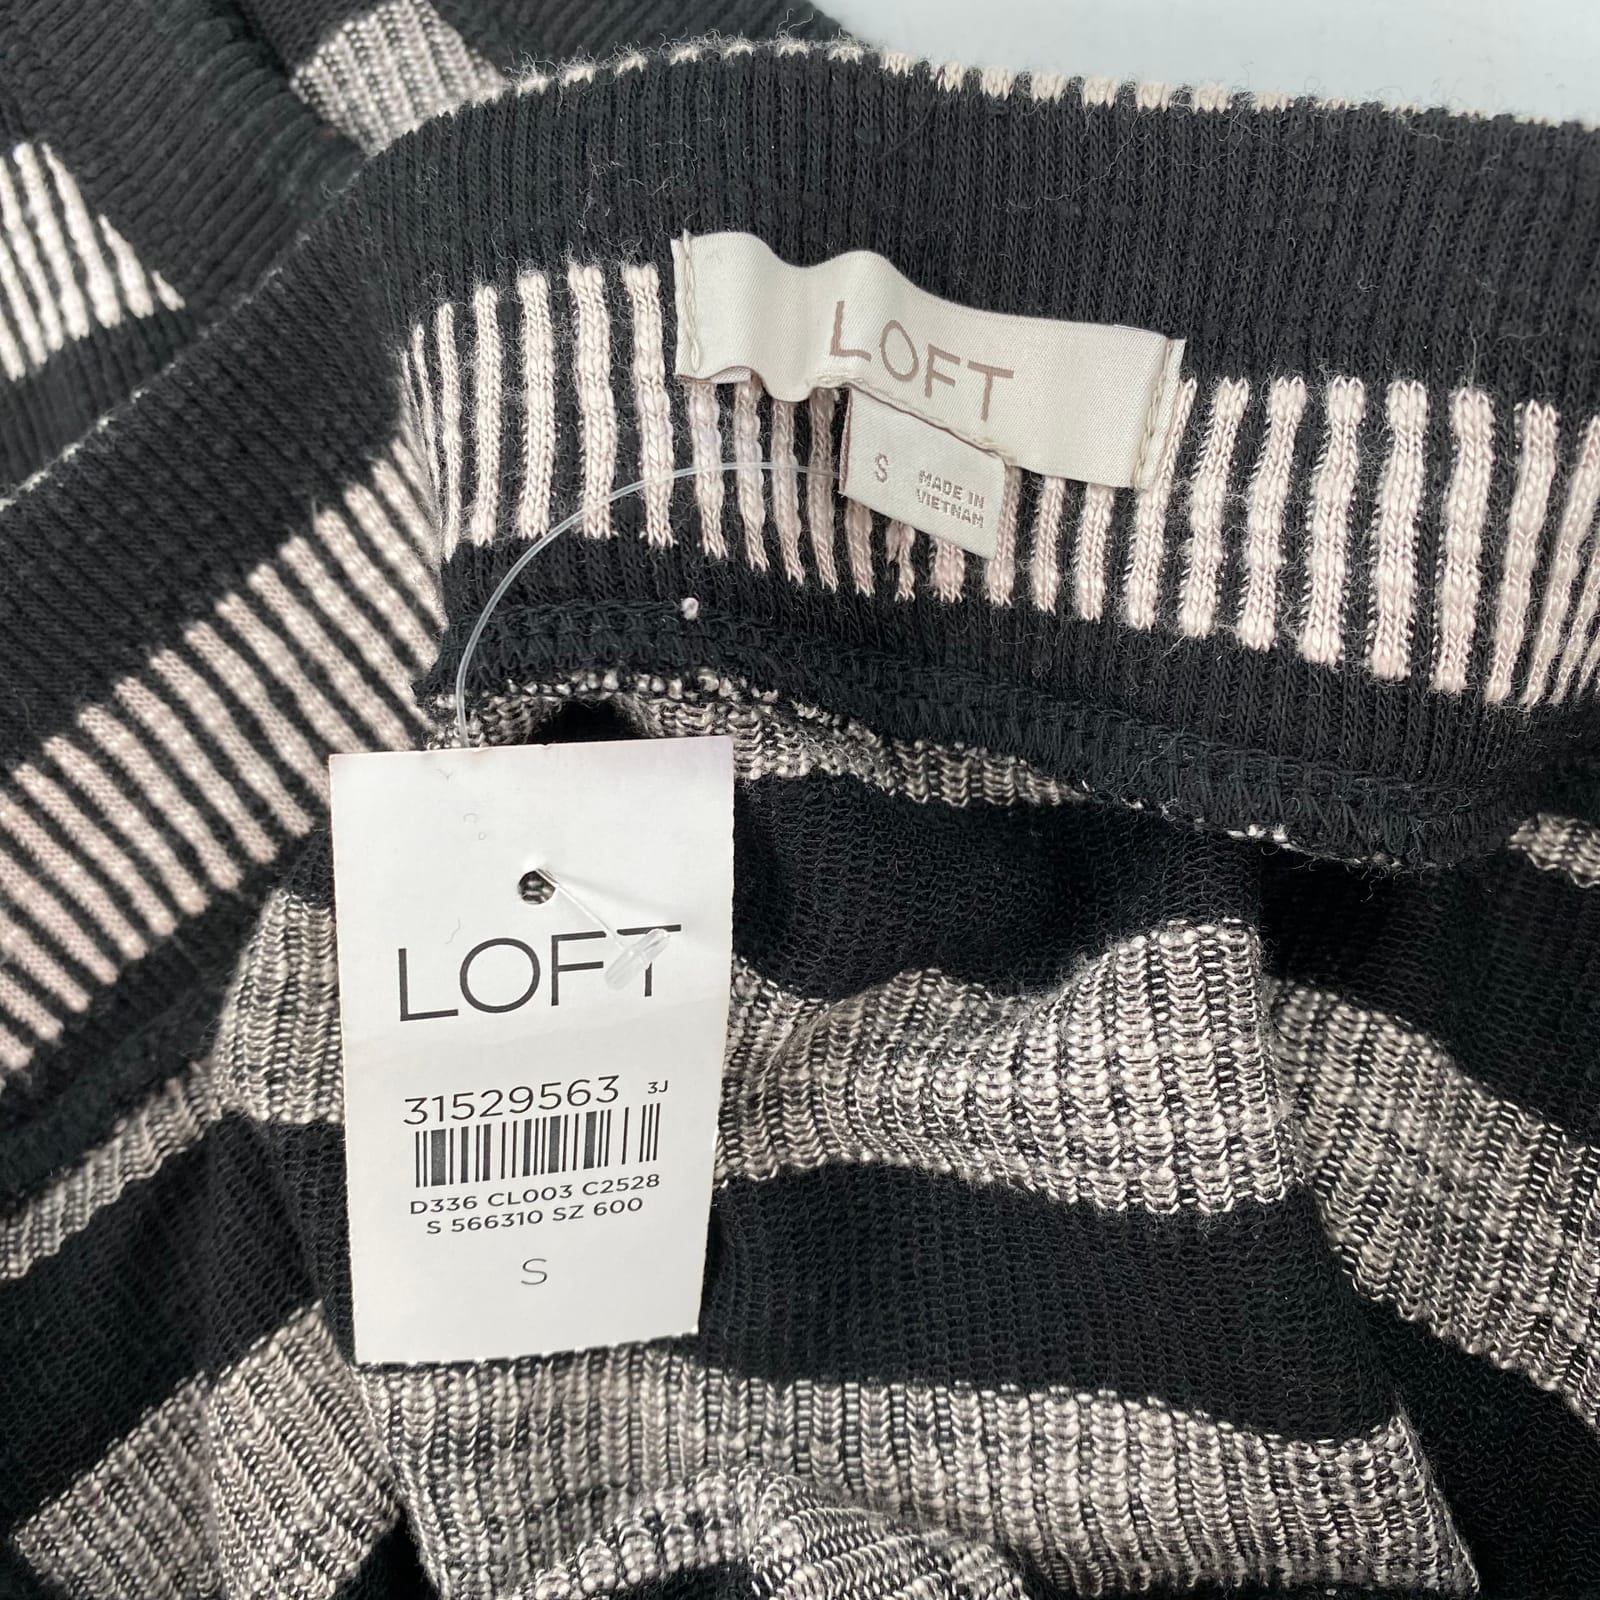 LOFT
S
MADE IN
VIETNAM
LOFT
31529563 3J
D336 CL003 C2528
S 566310 SZ 600
S